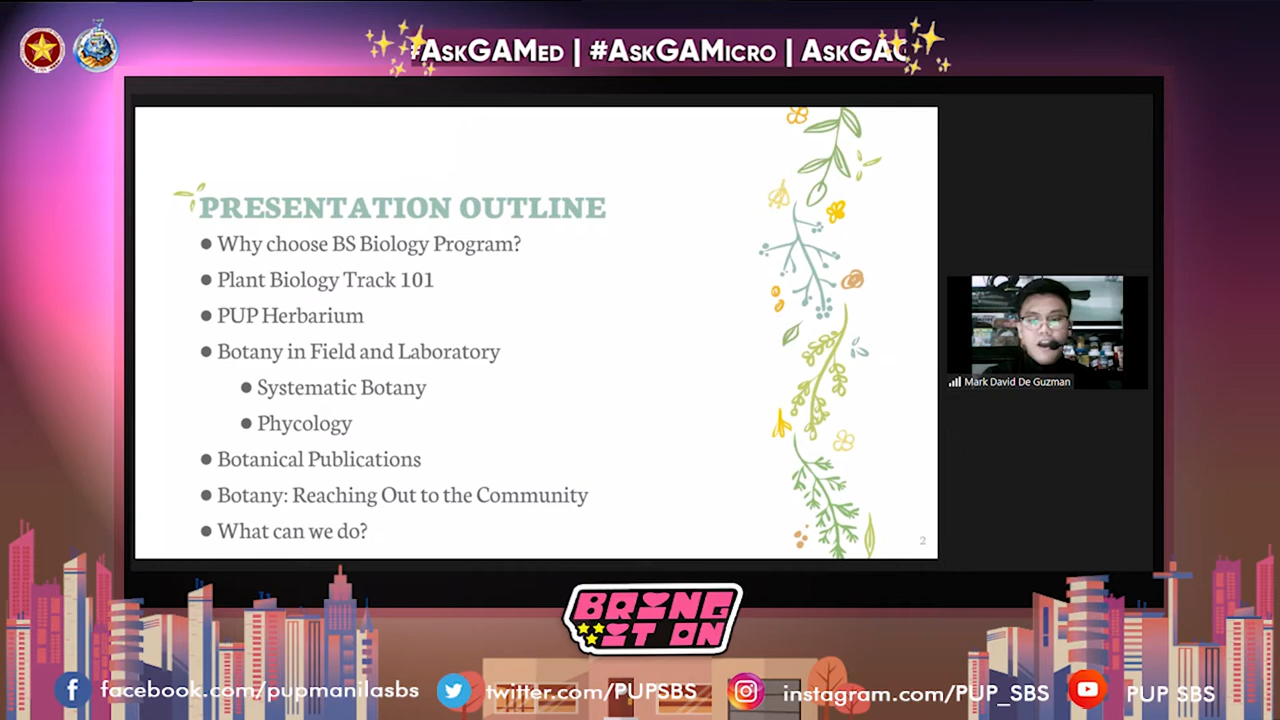 #ASKGAMED | #ASKGAMICRO | ASKGAC
PRESENTATION OUTLINE
● Why choose BS Biology Program?
● Plant Biology Track 101
● PUP Herbarium
● Botany in Field and Laboratory
● Systematic Botany
● Phycology
● Botanical Publications
● Botany: Reaching Out to the Community
● What can we do?
2
Mark David De Guzman
BRING
IT ON
facebook.com/pupmanilasbs
twitter.com/PUPSBS
instagram.com/PUP_SBS
PUP SBS